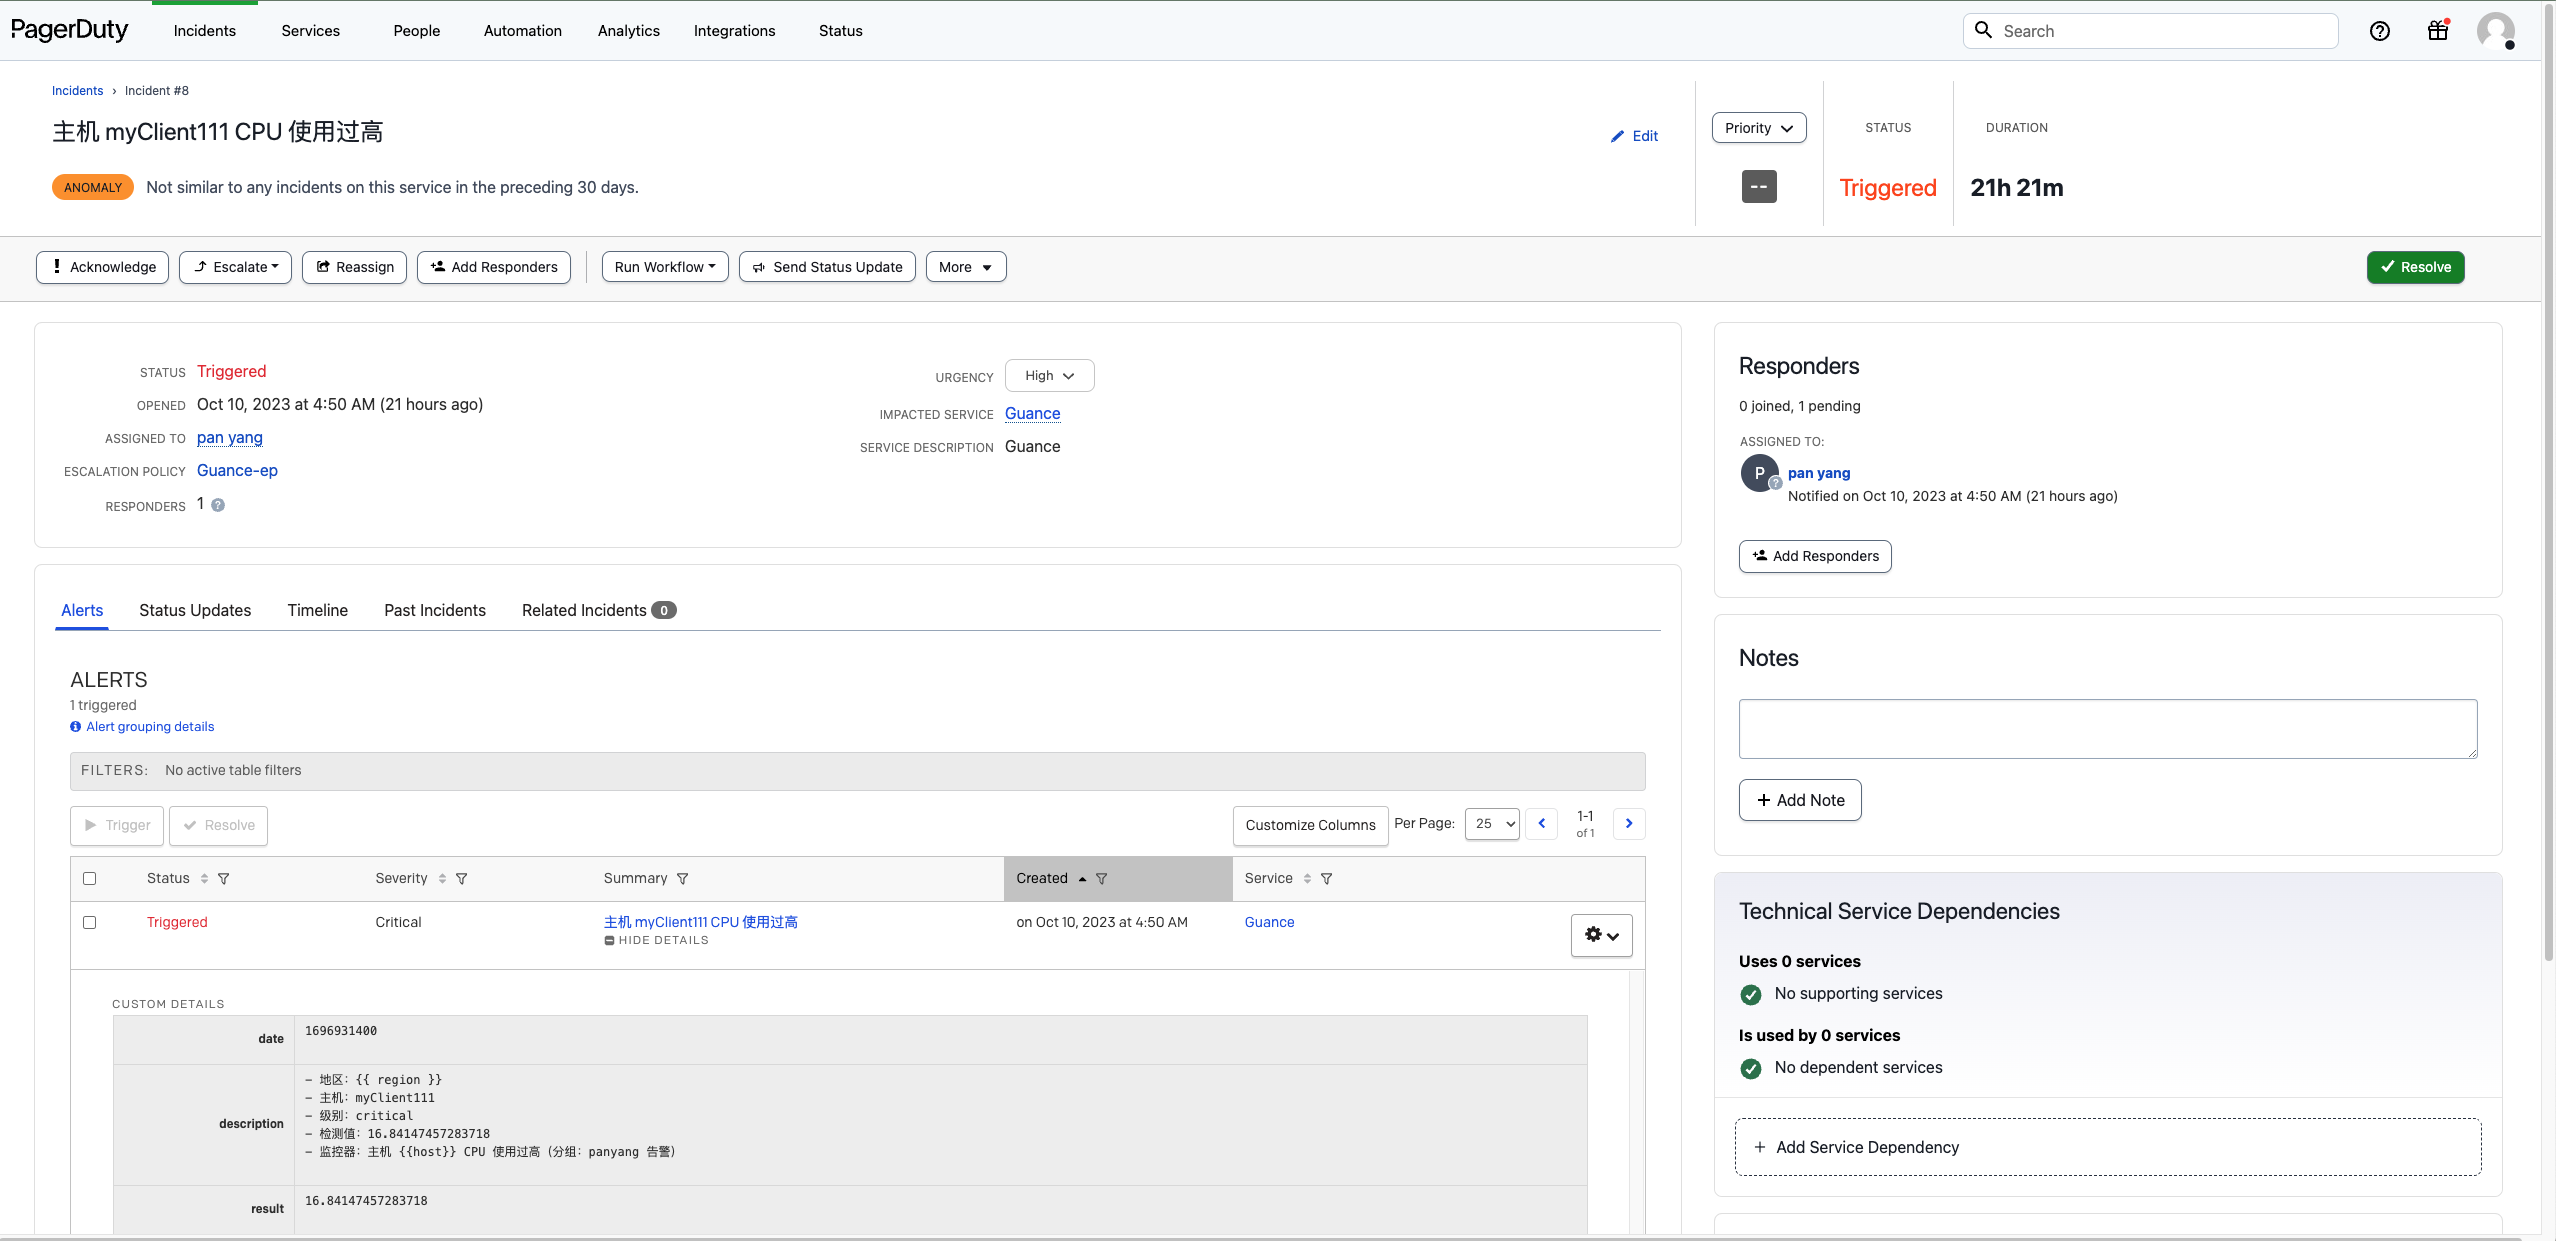 PagerDuty
Incidents
Services
People
Automation
Analytics
Integrations
Status
Search
Incidents › Incident #8
主机 myClient111 CPU 使用过高
Edit
ANOMALY Not similar to any incidents on this service in the preceding 30 days.
Priority
--
STATUS
Triggered
DURATION
21h 21m
Acknowledge
Escalate
Reassign
Add Responders
Run Workflow
Send Status Update
More
Resolve
STATUS Triggered
OPENED Oct 10, 2023 at 4:50 AM (21 hours ago)
ASSIGNED TO pan yang
ESCALATION POLICY Guance-ep
RESPONDERS 1 ?
URGENCY High
IMPACTED SERVICE Guance
SERVICE DESCRIPTION Guance
Alerts
Status Updates
Timeline
Past Incidents
Related Incidents 0
ALERTS
1 triggered
Alert grouping details
FILTERS: No active table filters
Trigger
Resolve
Customize Columns
Per Page: 25
1-1
of 1
Status
Severity
Summary
Created
Service
Triggered
Critical
主机 myClient111 CPU 使用过高
HIDE DETAILS
on Oct 10, 2023 at 4:50 AM
Guance
CUSTOM DETAILS
date
1696931400
description
– 地区: {{ region }}
– 主机: myClient111
– 级别: critical
– 检测值: 16.84147457283718
– 监控器: 主机 {{host}} CPU 使用过高 (分组: panyang 告警)
result
16.84147457283718
Responders
0 joined, 1 pending
ASSIGNED TO:
P ?
pan yang
Notified on Oct 10, 2023 at 4:50 AM (21 hours ago)
Add Responders
Notes
+ Add Note
Technical Service Dependencies
Uses 0 services
No supporting services
Is used by 0 services
No dependent services
+ Add Service Dependency